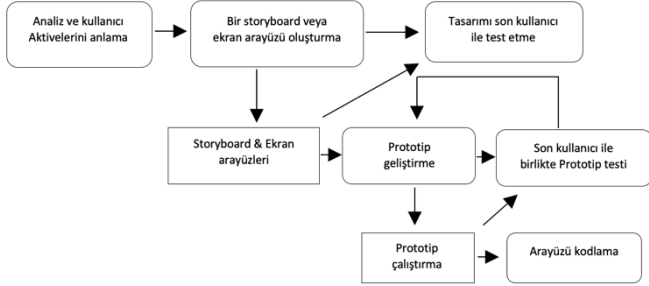 Analiz ve kullanıcı
Aktivelerini anlama
Bir storyboard veya
ekran arayüzü oluşturma
Tasarımı son kullanıcı
ile test etme
Storyboard & Ekran
arayüzleri
Prototip
geliştirme
Son kullanıcı ile
birlikte Prototip testi
Prototip
çalıştırma
Arayüzü kodlama